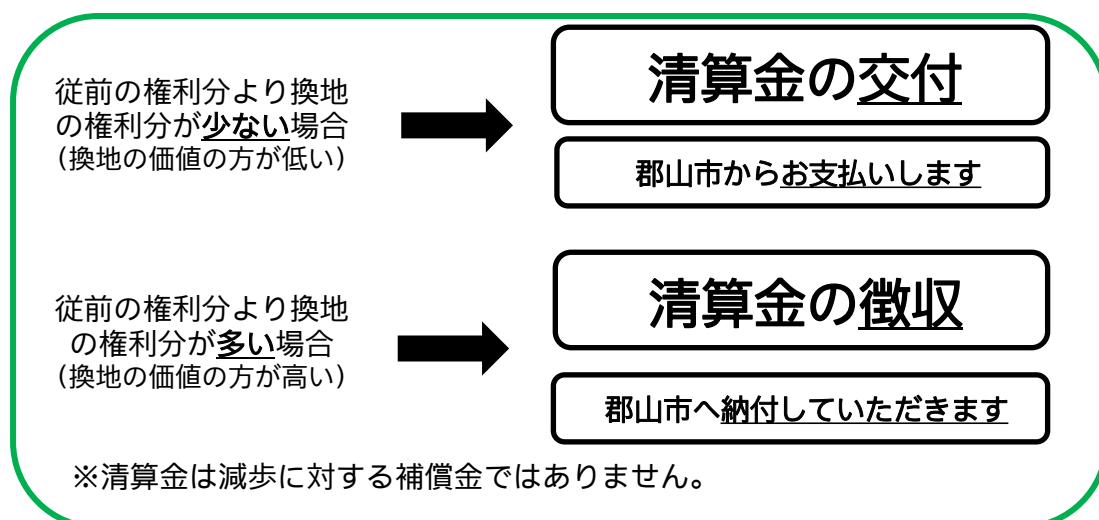 従前の権利分より換地
の権利分が少ない場合
（換地の価値の方が低い）
清算金の交付
郡山市からお支払いします
従前の権利分より換地
の権利分が多い場合
（換地の価値の方が高い）
清算金の徴収
郡山市へ納付していただきます
※清算金は減歩に対する補償金ではありません。